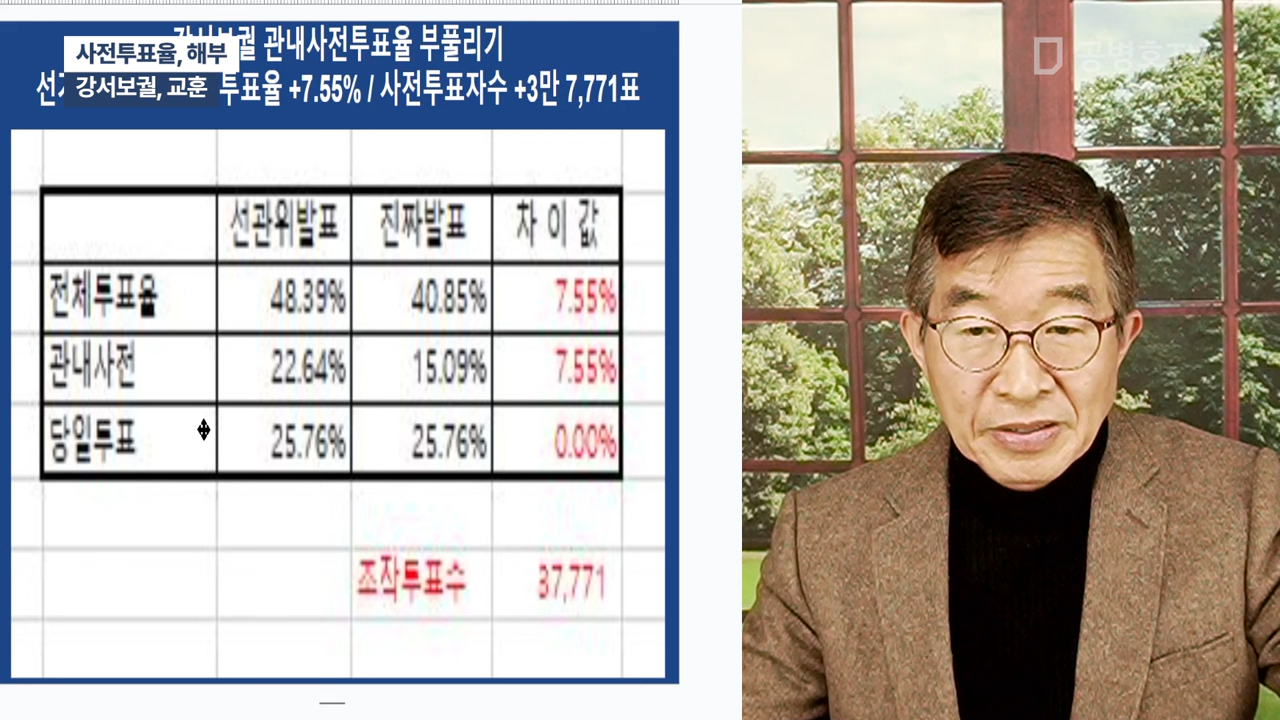 사전투표율, 해부
강서보궐, 교훈
강서보궐 관내사전투표율 부풀리기
투표율 +7.55% / 사전투표자수 +3만 7,771표
선관위발표 진짜발표 차 이 값
전체투표율 48.39% 40.85% 7.55%
관내사전 22.64% 15.09% 7.55%
당일투표 25.76% 25.76% 0.00%
조작투표수 37,771
공병호